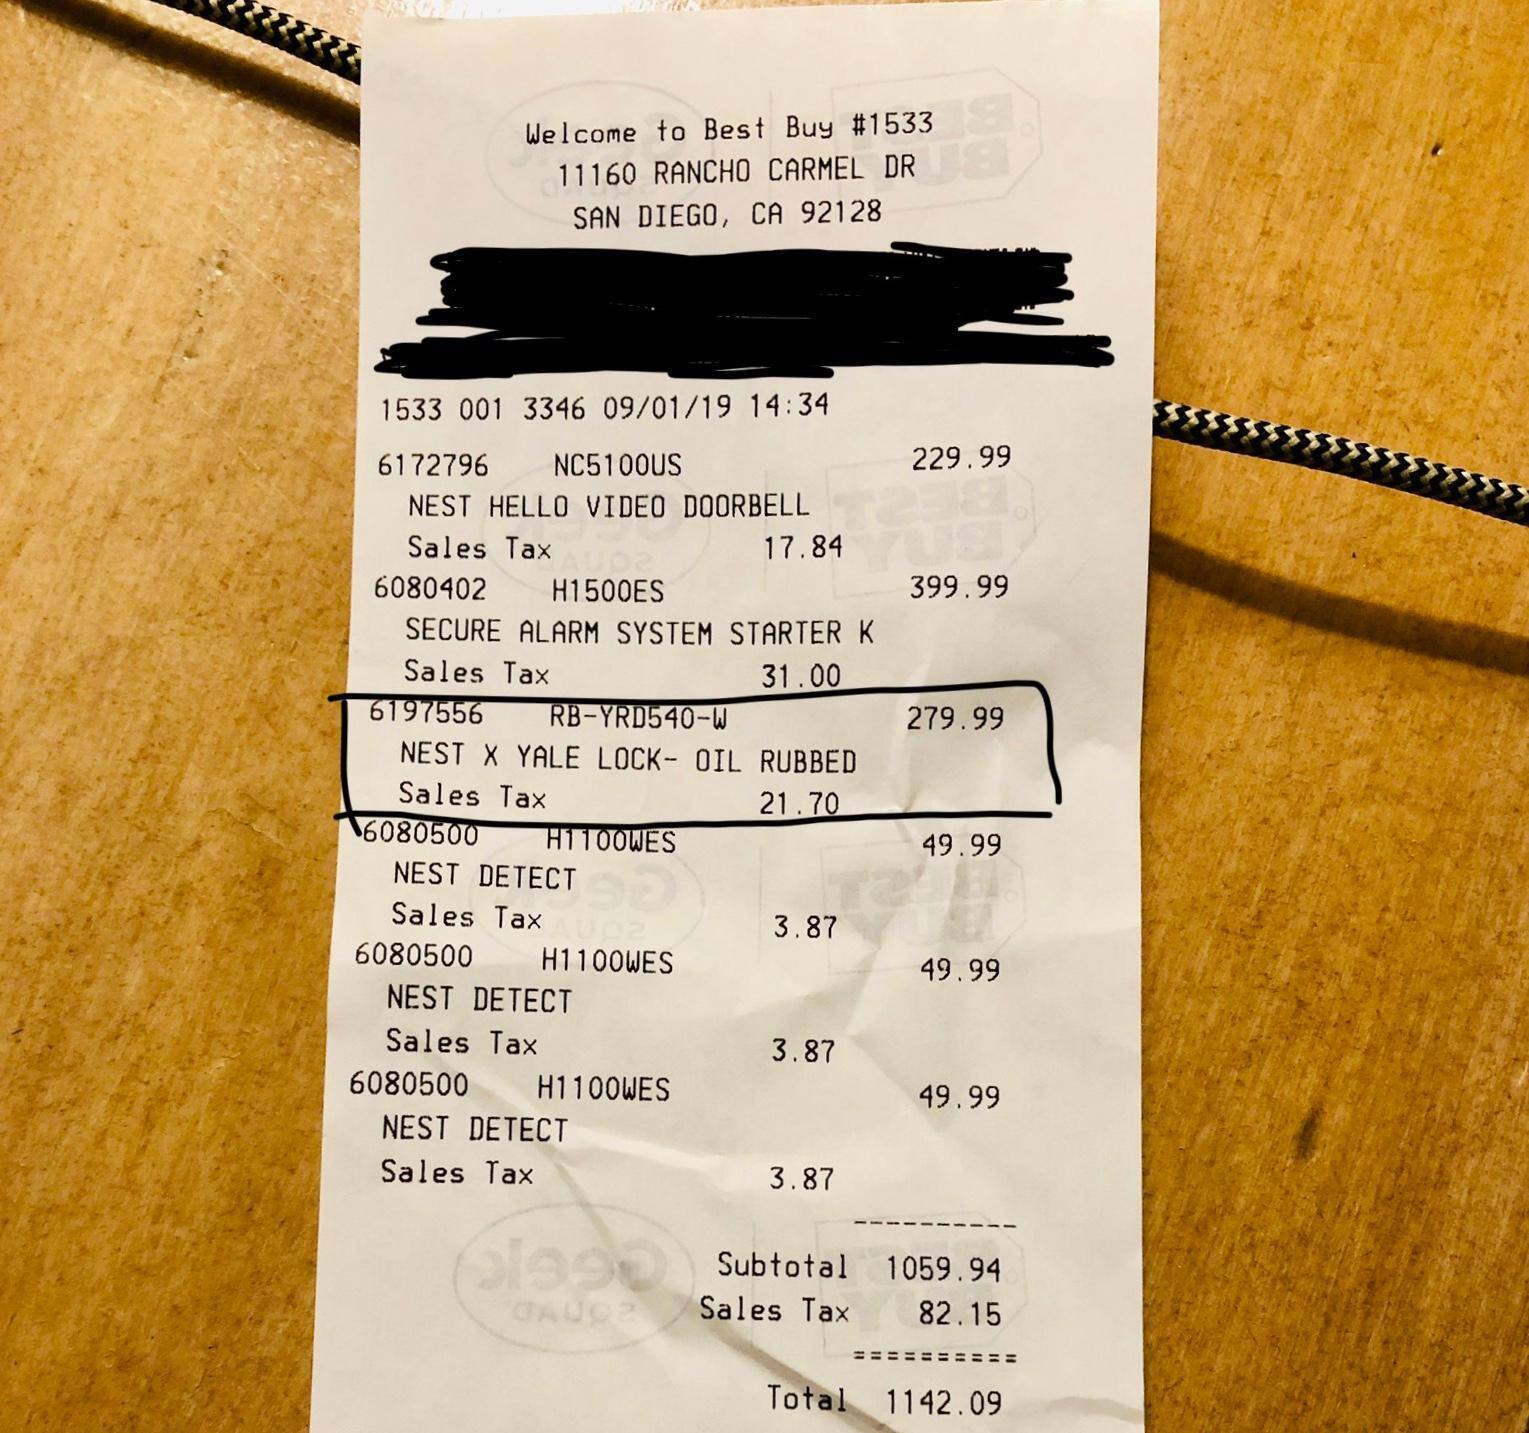 Welcome to Best Buy #1533
11160 RANCHO CARMEL DR
SAN DIEGO, CA 92128
1533 001 3346 09/01/19 14:34
6172796 NC5100US 229.99
NEST HELLO VIDEO DOORBELL
Sales Tax 17.84
6080402 H1500ES 399.99
SECURE ALARM SYSTEM STARTER K
Sales Tax 31.00
6197556 RB-YRD540-W 279.99
NEST X YALE LOCK- OIL RUBBED
Sales Tax 21.70
6080500 H1100WES 49.99
NEST DETECT
Sales Tax 3.87
6080500 H1100WES 49.99
NEST DETECT
Sales Tax 3.87
6080500 H1100WES 49.99
NEST DETECT
Sales Tax 3.87
----------
Subtotal 1059.94
Sales Tax 82.15
==========
Total 1142.09